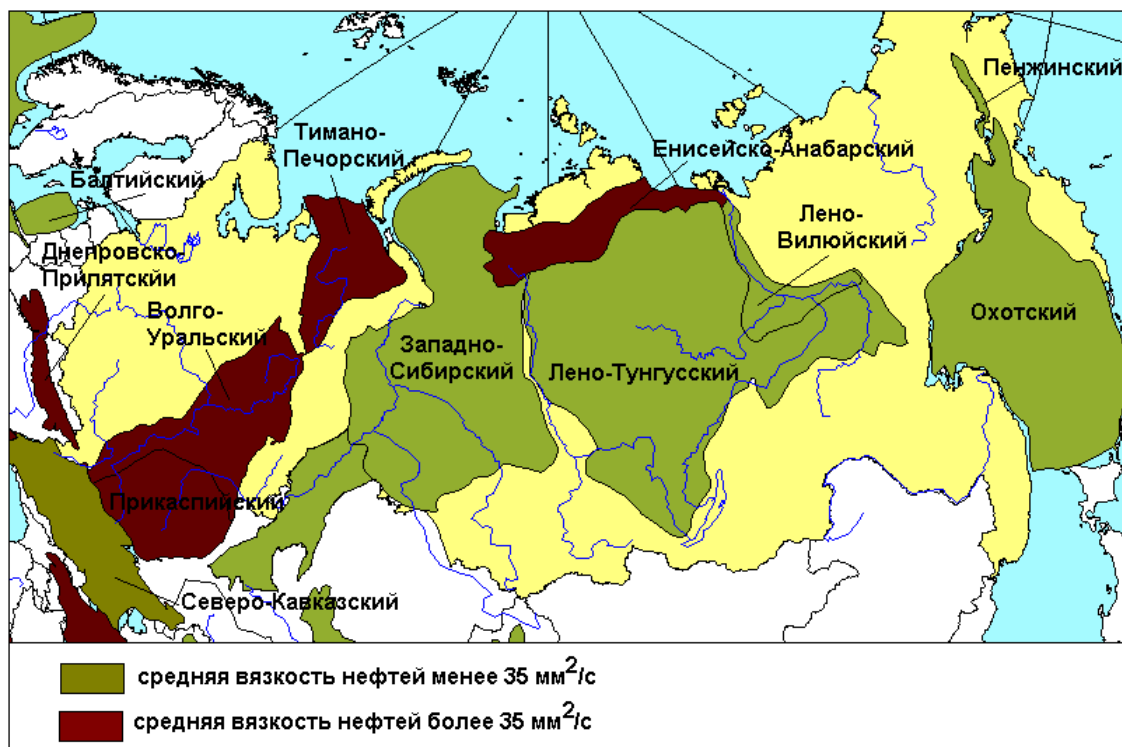 Пенжинский
Тимано-
Печорский
Енисейско-Анабарский
Балтийский
Лено-
Вилюйский
Днепровско-
Припятскйи
Волго-
Уральский
Охотский
Западно-
Сибирский
Лено-Тунгусский
Прикаспийский
Северо-Кавказский
средняя вязкость нефтей менее 35 мм²/с
средняя вязкость нефтей более 35 мм²/с